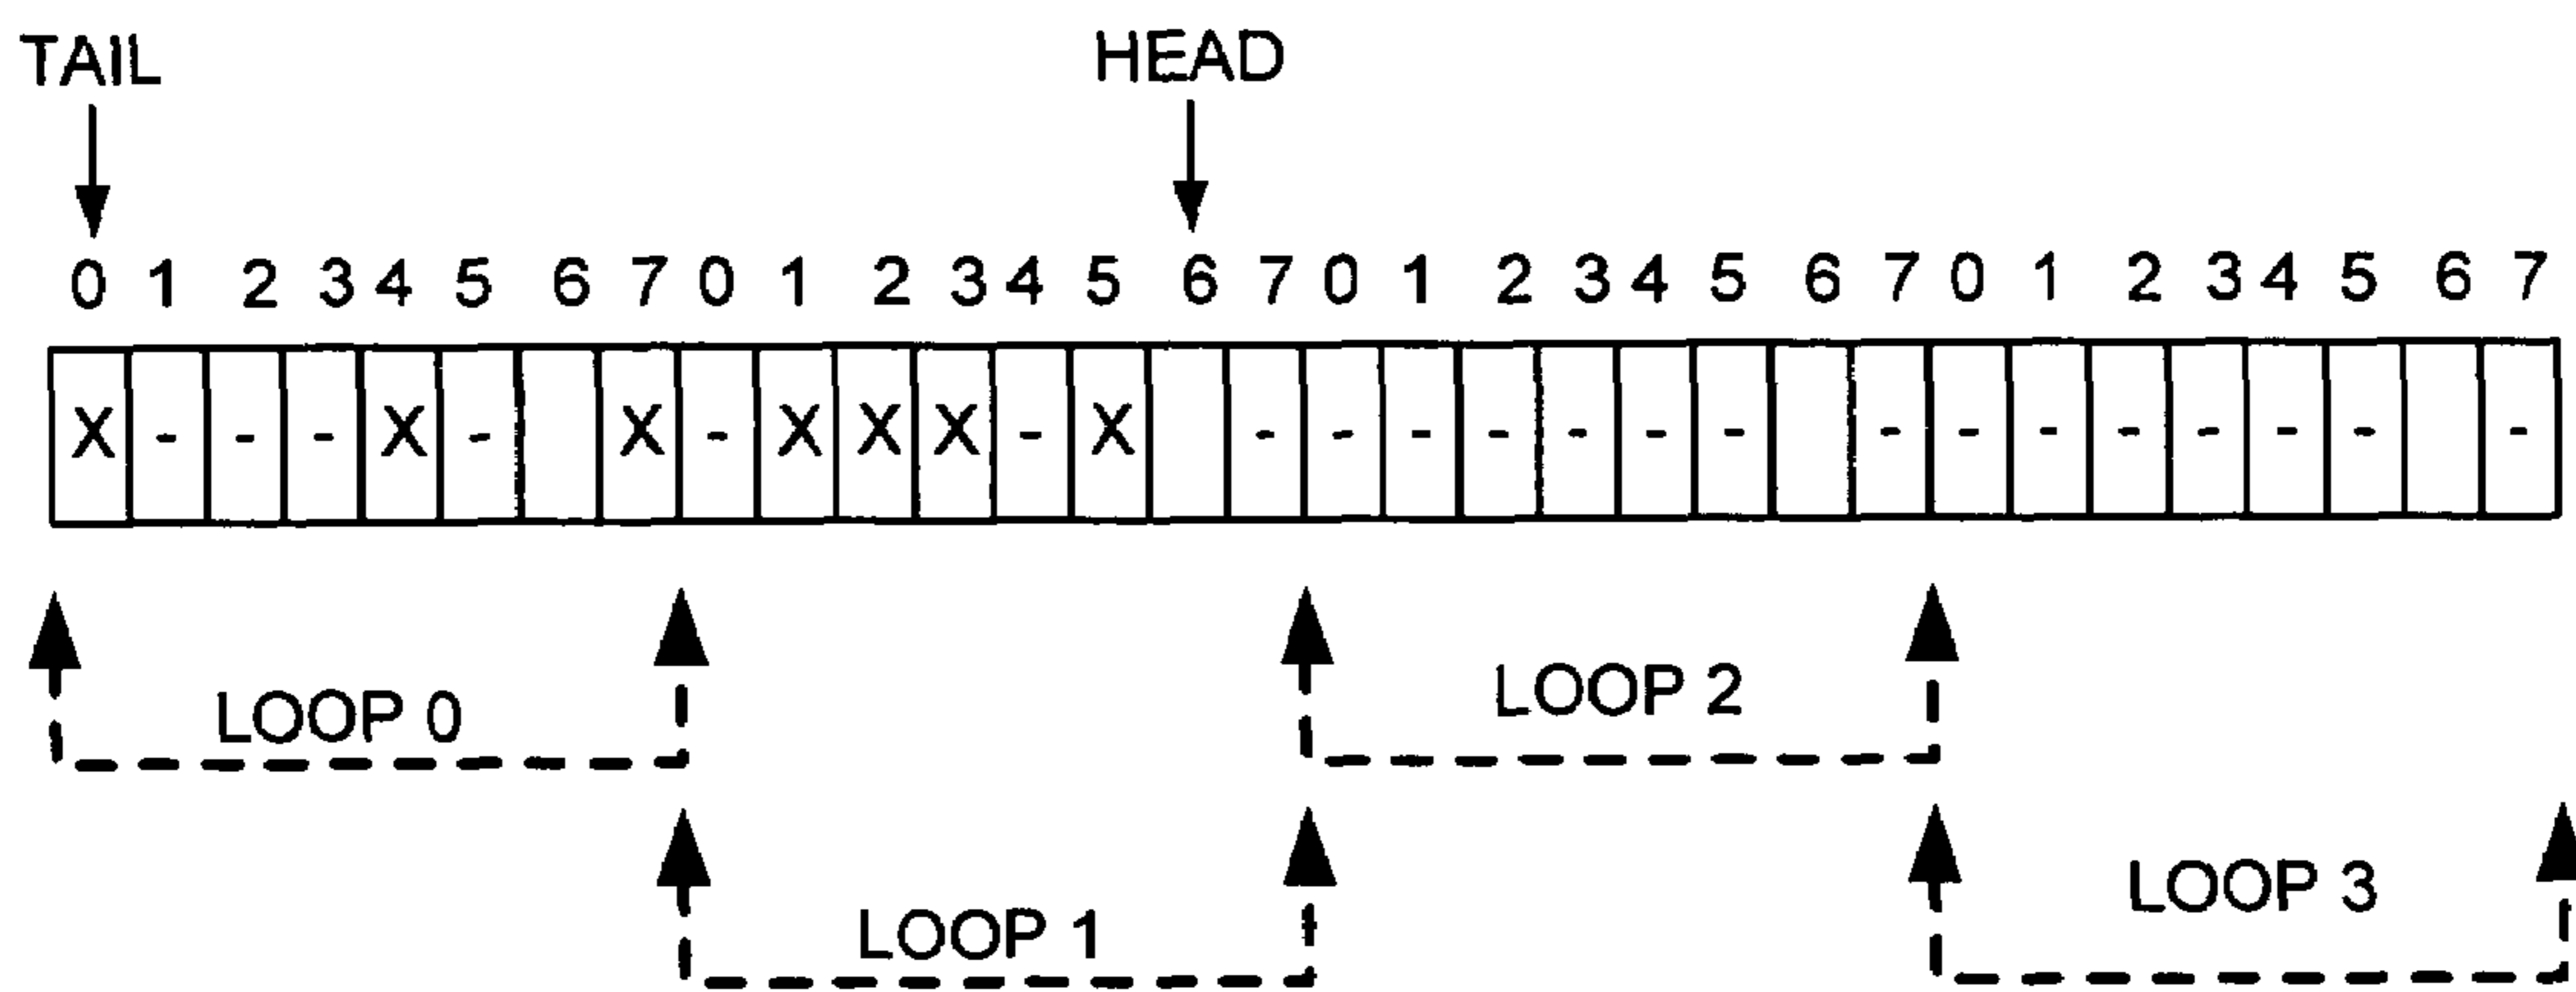 TAIL HEAD
0 1 2 3 4 5 6 7 0 1 2 3 4 5 6 7 0 1 2 3 4 5 6 7 0 1 2 3 4 5 6 7
X - - - X - X - X X X - X - - - - - - - - - - - - - - -
LOOP 0 LOOP 2
LOOP 1 LOOP 3